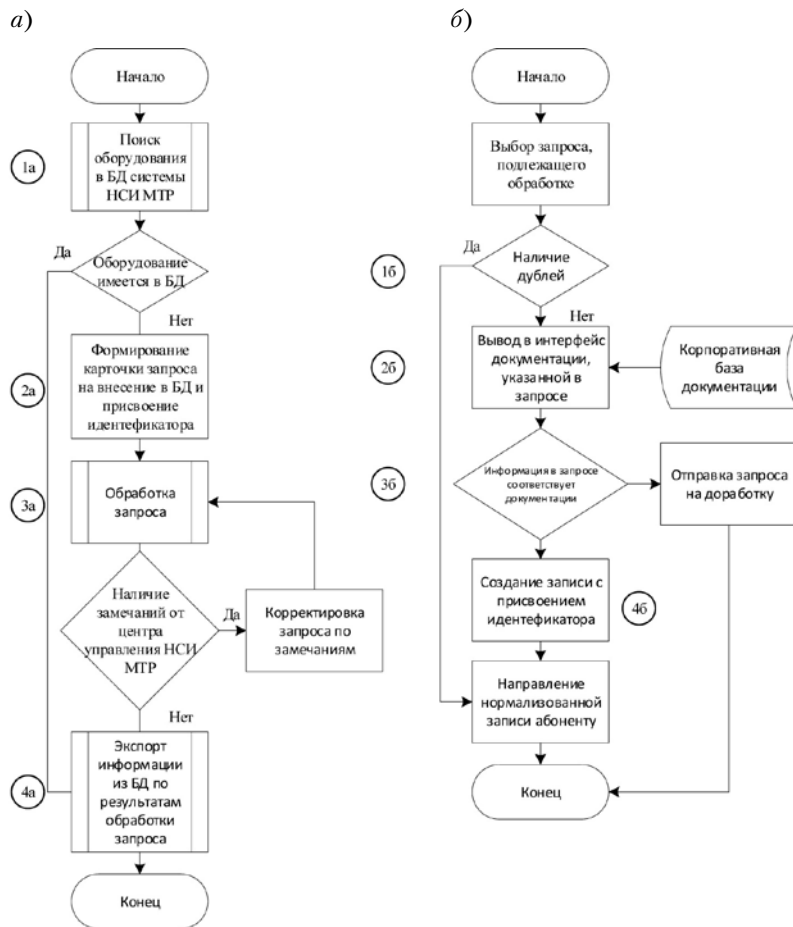 а)
Начало
1а
Поиск
оборудования
в БД системы
НСИ МТР
Да
Оборудование
имеется в БД
Нет
2а
Формирование
карточки запроса
на внесение в БД и
присвоение
идентефикатора
3а
Обработка
запроса
Наличие
замечаний от
центра
управления НСИ
МТР
Да
Корректировка
запроса по
замечаниям
Нет
4а
Экспорт
информации
из БД по
результатам
обработки
запроса
Конец
б)
Начало
Выбор запроса,
подлежащего
обработке
Да
1б
Наличие
дублей
Нет
2б
Вывод в интерфейс
документации,
указанной в
запросе
Корпоративная
база
документации
3б
Информация в запросе
соответствует
документации
Отправка запроса
на доработку
Создание записи с
присвоением
идентефикатора
4б
Направление
нормализованной
записи абоненту
Конец